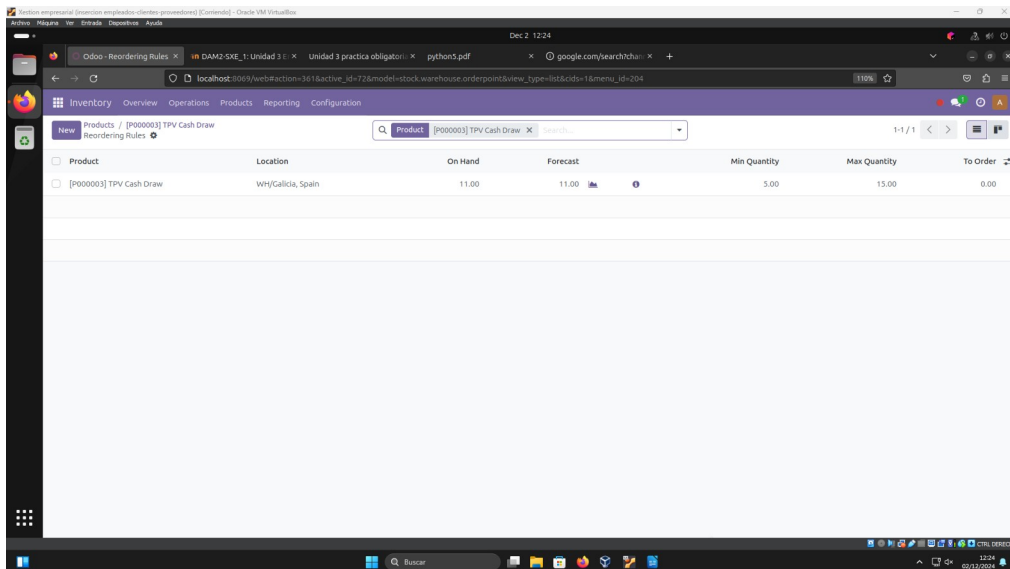 Xestion empresarial (insercion empleados-clientes-proveedores) [Corriendo] - Oracle VM VirtualBox
Archivo Máquina Ver Entrada Dispositivos Ayuda
Dec 2 12:24
Odoo - Reordering Rules
DAM2-SXE_1: Unidad 3
Unidad 3 practica obligatori
python5.pdf
google.com/search?chan
localhost:8069/web#action=361&active_id=72&model=stock.warehouse.orderpoint&view_type=list&cids=1&menu_id=204
110%
Inventory Overview Operations Products Reporting Configuration
1
A
New
Products / [P000003] TPV Cash Draw
Reordering Rules
Product [P000003] TPV Cash Draw Search...
1-1 / 1
Product Location On Hand Forecast Min Quantity Max Quantity To Order
[P000003] TPV Cash Draw WH/Galicia, Spain 11.00 11.00 5.00 15.00 0.00
CTRL DEREC
Buscar
12:24
02/12/2024